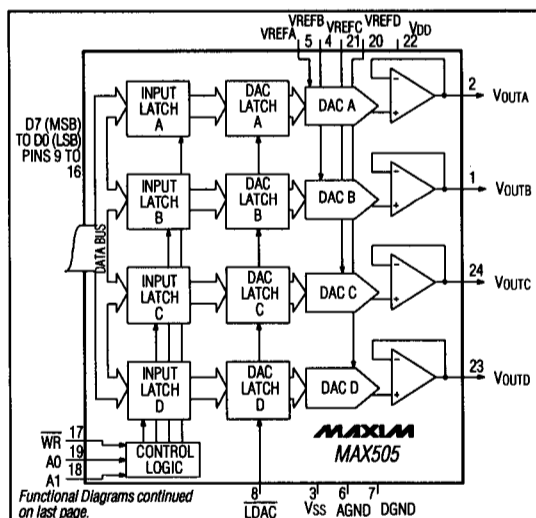 VREFB VREFD
VREFA VREFC
5 4 21 20 22 VDD
D7 (MSB)
TO D0 (LSB)
PINS 9 TO
16
DATA BUS
INPUT
LATCH
A
DAC
LATCH
A
DAC A
2 VOUTA
INPUT
LATCH
B
DAC
LATCH
B
DAC B
1 VOUTB
INPUT
LATCH
C
DAC
LATCH
C
DAC C
24 VOUTC
INPUT
LATCH
D
DAC
LATCH
D
DAC D
23 VOUTD
- +
- +
- +
- +
WR 17
A0 19
A1 18
CONTROL
LOGIC
MAXIM
MAX505
Functional Diagrams continued
on last page.
8 3 6 7
LDAC VSS AGND DGND